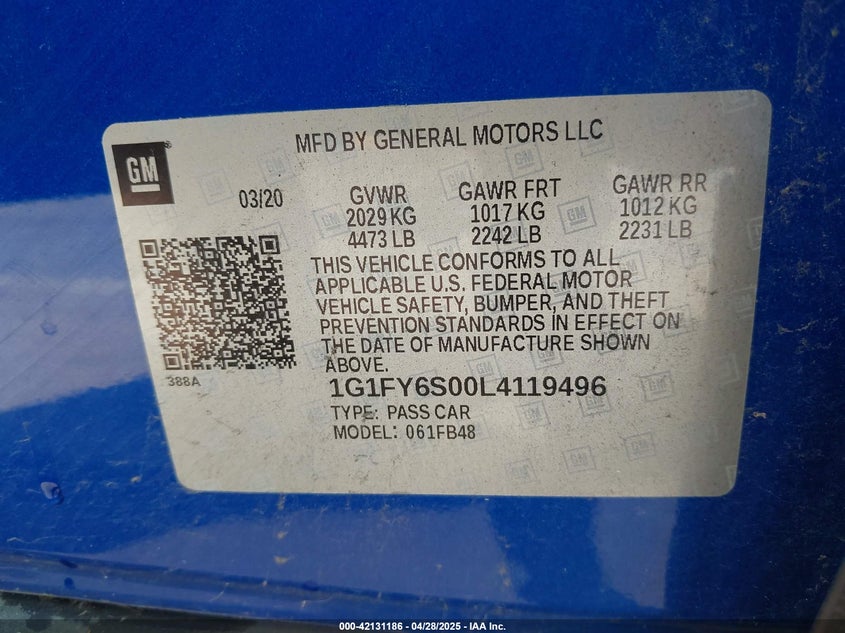 MFD BY GENERAL MOTORS LLC
GM
03/20
GVWR
2029 KG
4473 LB
GAWR FRT
1017 KG
2242 LB
GAWR RR
1012 KG
2231 LB
THIS VEHICLE CONFORMS TO ALL
APPLICABLE U.S. FEDERAL MOTOR
VEHICLE SAFETY, BUMPER, AND THEFT
PREVENTION STANDARDS IN EFFECT ON
THE DATE OF MANUFACTURE SHOWN
ABOVE.
388A
1G1FY6S00L4119496
TYPE: PASS CAR
MODEL: 061FB48
000-42131186 / 04/28/2025 - IAA Inc.